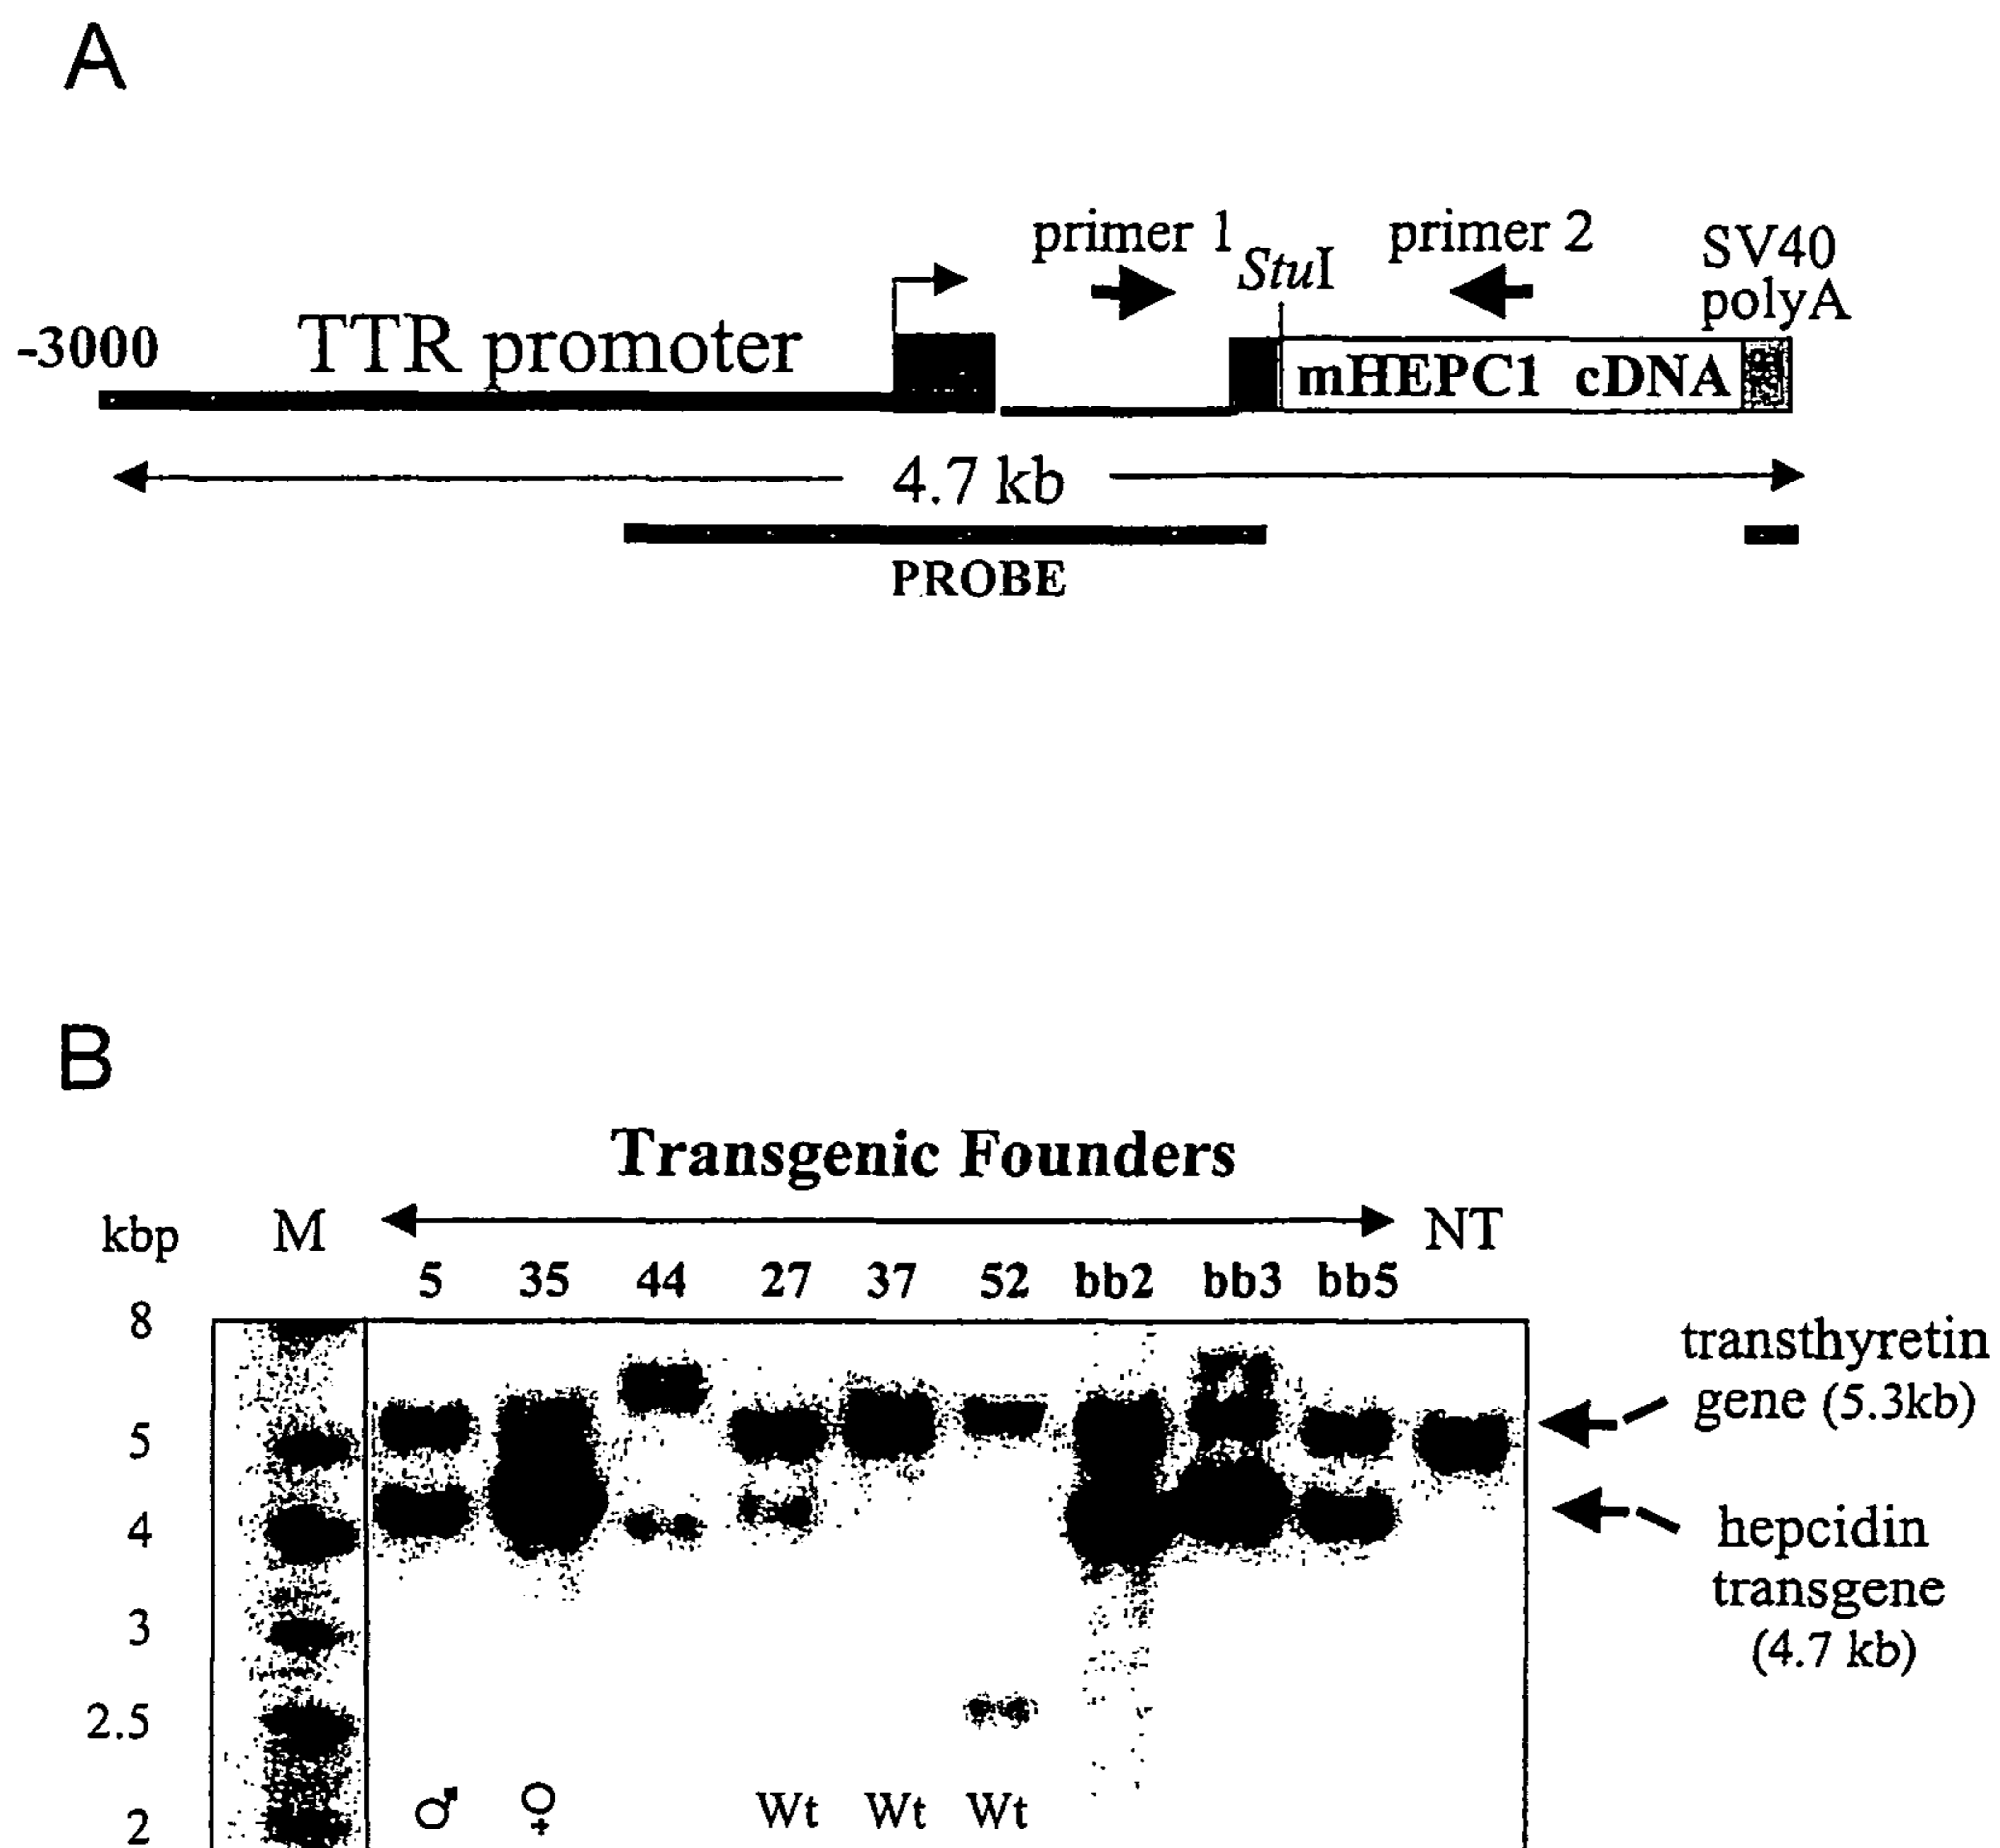 A
primer 1
StuI
primer 2
SV40
polyA
-3000
TTR promoter
mHEPC1 cDNA
4.7 kb
PROBE
B
Transgenic Founders
kbp
M
NT
5 35 44 27 37 52 bb2 bb3 bb5
8
5
4
3
2.5
2
transthyretin
gene (5.3kb)
hepcidin
transgene
(4.7 kb)
♂ ♀ Wt Wt Wt